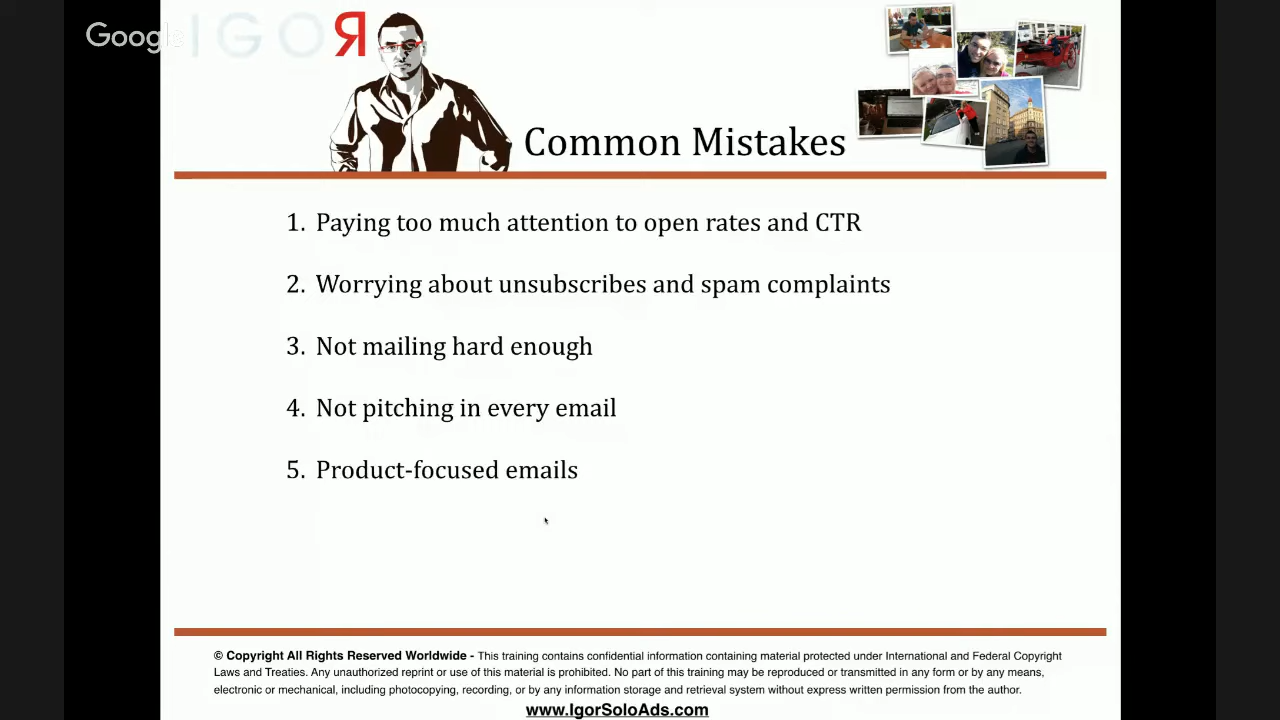 Google
IGOЯ
Common Mistakes
1. Paying too much attention to open rates and CTR
2. Worrying about unsubscribes and spam complaints
3. Not mailing hard enough
4. Not pitching in every email
5. Product-focused emails
© Copyright All Rights Reserved Worldwide - This training contains confidential information containing material protected under International and Federal Copyright
Laws and Treaties. Any unauthorized reprint or use of this material is prohibited. No part of this training may be reproduced or transmitted in any form or by any means,
electronic or mechanical, including photocopying, recording, or by any information storage and retrieval system without express written permission from the author.
www.IgorSoloAds.com